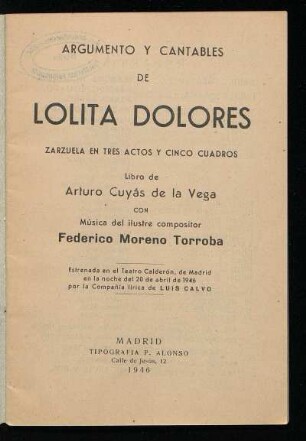 ARGUMENTO Y CANTABLES
DE
LOLITA DOLORES
ZARZUELA EN TRES ACTOS Y CINCO CUADROS
Libro de
Arturo Cuyás de la Vega
CON
Música del ilustre compositor
Federico Moreno Torroba
Estrenada en el Teatro Calderón, de Madrid
en la noche del 20 de abril de 1946
por la Compañía lírica de LUIS CALVO
MADRID
TIPOGRAFIA F. ALONSO
Calle de Jesús, 12
1946